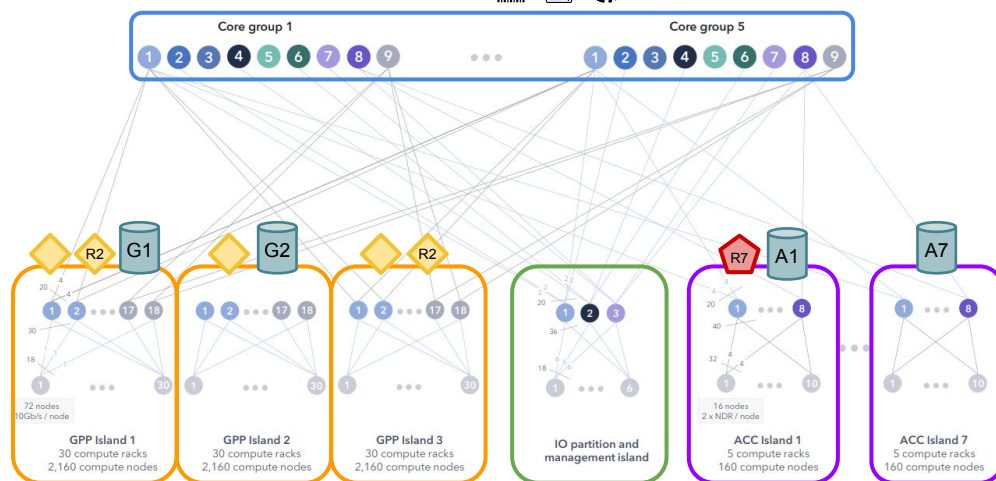 Core group 1
Core group 5
1 2 3 4 5 6 7 8 9
1 2 3 4 5 6 7 8 9
R2
G1
G2
R2
R7
A1
A7
4
20
4
1 2 17 18
30
18
1 1
1 30
72 nodes
10Gb/s / node
GPP Island 1
30 compute racks
2,160 compute nodes
1 2 17 18
1 30
GPP Island 2
30 compute racks
2,160 compute nodes
1 2 17 18
1 30
GPP Island 3
30 compute racks
2,160 compute nodes
2 2
2 2
20
1 2 3
36
18
6 6
1 6
IO partition and
management island
4
4
20
1 8
40
32
4
4
1 10
16 nodes
2 x NDR / node
ACC Island 1
5 compute racks
160 compute nodes
1 8
1 10
ACC Island 7
5 compute racks
160 compute nodes